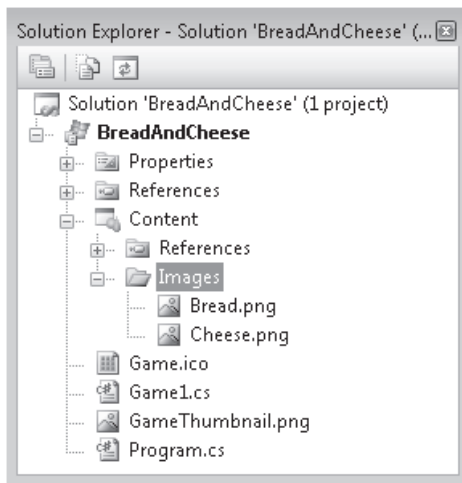 Solution Explorer - Solution 'BreadAndCheese' (...
Solution 'BreadAndCheese' (1 project)
BreadAndCheese
Properties
References
Content
References
Images
Bread.png
Cheese.png
Game.ico
Game1.cs
GameThumbnail.png
Program.cs